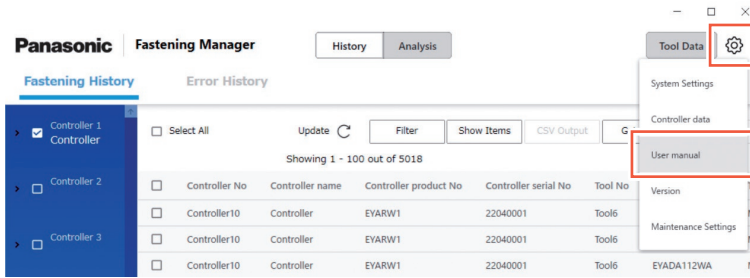 Panasonic Fastening Manager History Analysis Tool Data
Fastening History Error History
System Settings
Controller 1
Controller
Select All Update Filter Show Items CSV Output G
Controller data
Showing 1 - 100 out of 5018
User manual
Controller 2
Controller No Controller name Controller product No Controller serial No Tool No
Version
Controller10 Controller EYARW1 22040001 Tool6
Maintenance Settings
Controller 3
Controller10 Controller EYARW1 22040001 Tool6
Controller10 Controller EYARW1 22040001 Tool6 EYADA112WA